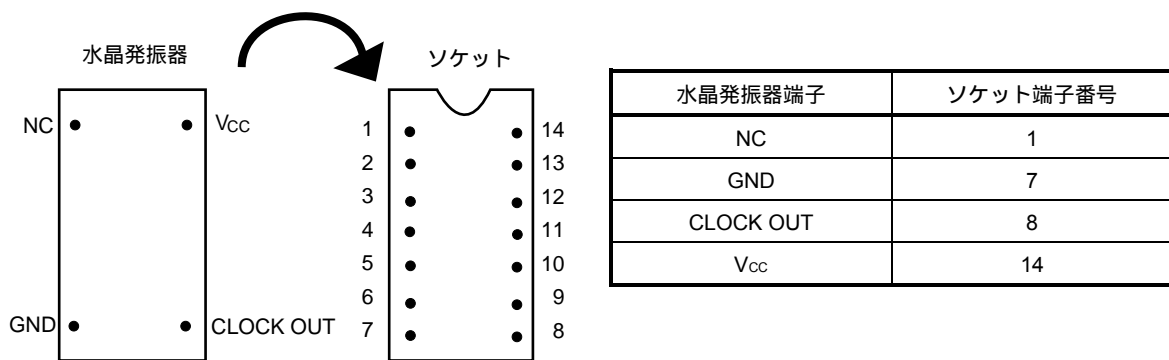 水晶発振器
NC
VCC
GND
CLOCK OUT
ソケット
1 14
2 13
3 12
4 11
5 10
6 9
7 8
水晶発振器端子 ソケット端子番号
NC 1
GND 7
CLOCK OUT 8
VCC 14